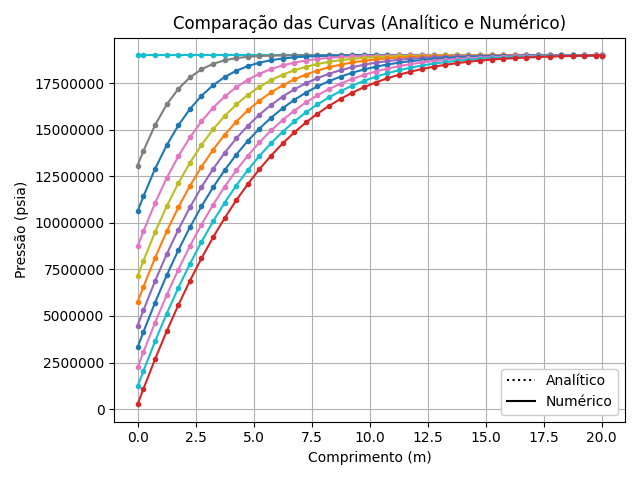 Comparação das Curvas (Analítico e Numérico)
Pressão (psia)
17500000
15000000
12500000
10000000
7500000
5000000
2500000
0
0.0 2.5 5.0 7.5 10.0 12.5 15.0 17.5 20.0
Comprimento (m)
Analítico
Numérico